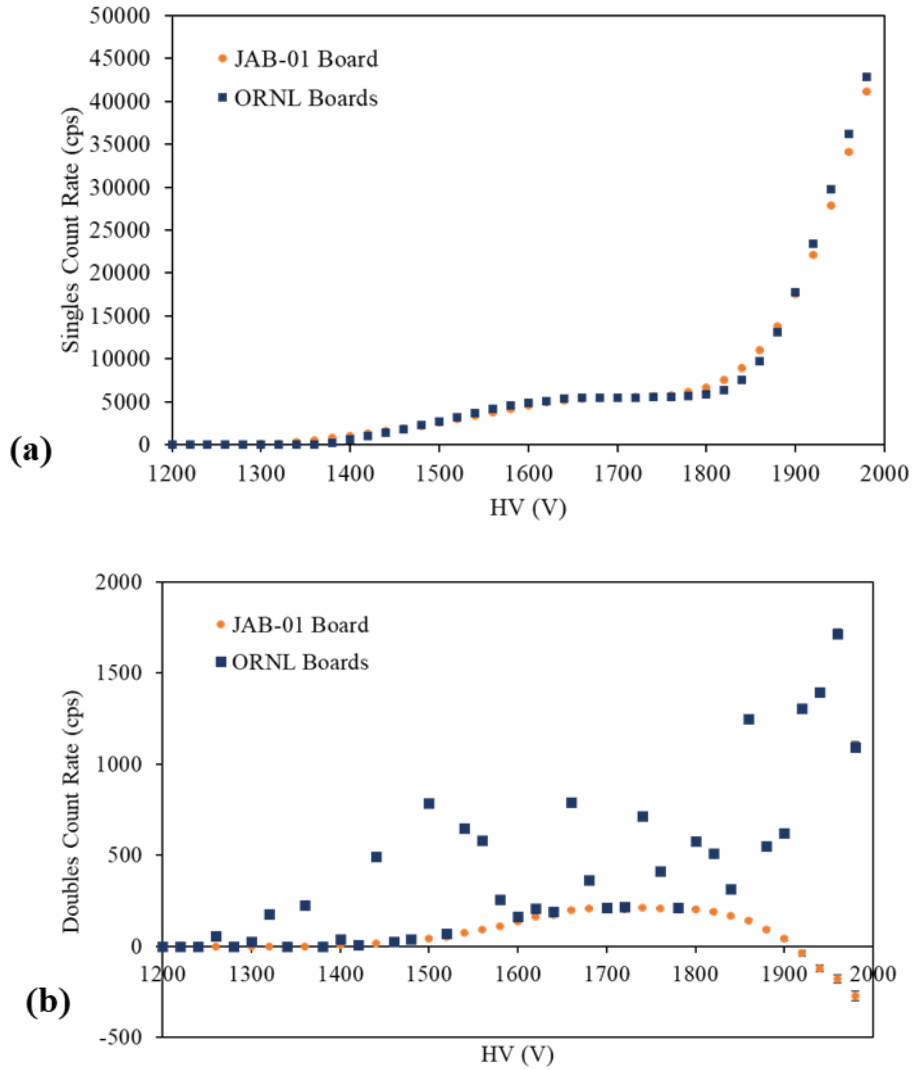 50000
45000
40000
35000
30000
25000
20000
15000
10000
5000
0
Singles Count Rate (cps)
JAB-01 Board
ORNL Boards
1200 1300 1400 1500 1600 1700 1800 1900 2000
HV (V)
(a)
2000
1500
1000
500
0
-500
Doubles Count Rate (cps)
JAB-01 Board
ORNL Boards
1200 1300 1400 1500 1600 1700 1800 1900 2000
HV (V)
(b)